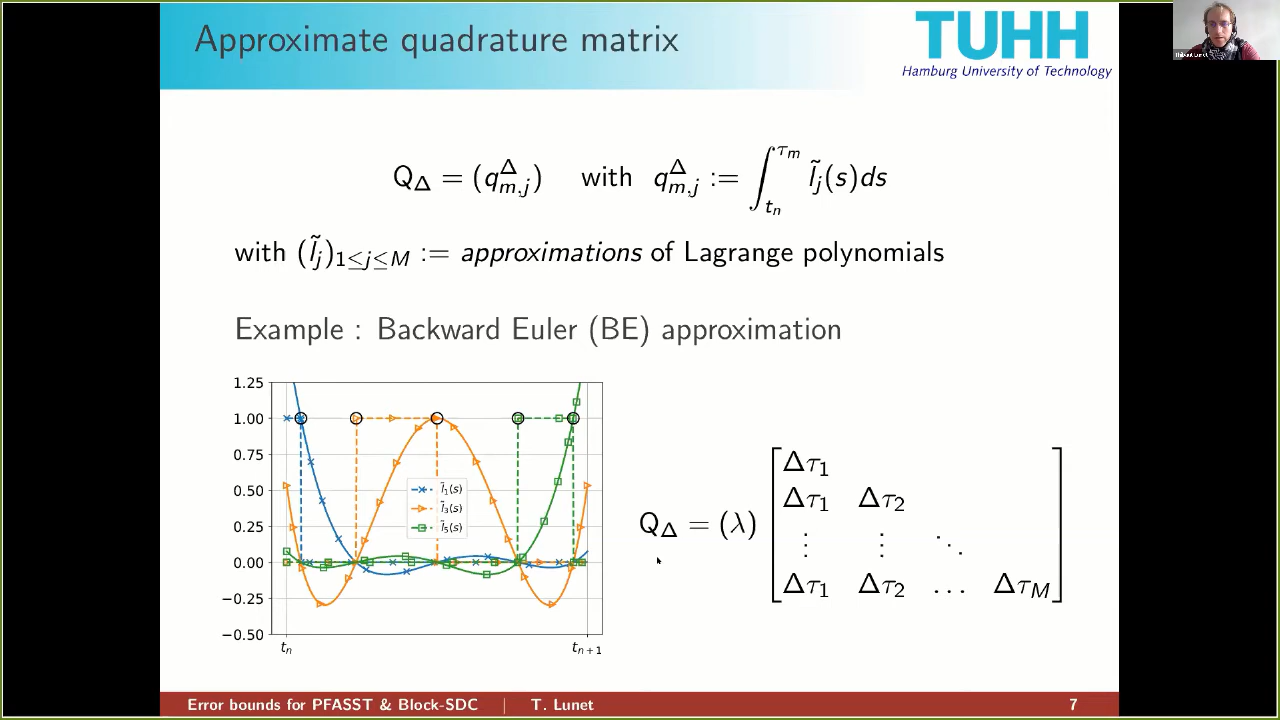 Approximate quadrature matrix
TUHH
Hamburg University of Technology
Q_Δ = (q^Δ_{m,j}) with q^Δ_{m,j} := ∫_{t_n}^{τ_m} l̃_j(s)ds
with (l̃_j)_{1≤j≤M} := approximations of Lagrange polynomials
Example : Backward Euler (BE) approximation
1.25
1.00
0.75
0.50
0.25
0.00
−0.25
−0.50
t_n
t_{n+1}
l̃_1(s)
l̃_3(s)
l̃_5(s)
Q_Δ = (λ)
Δτ_1
Δτ_1 Δτ_2
⋮ ⋮ ⋱
Δτ_1 Δτ_2 … Δτ_M
Error bounds for PFASST & Block-SDC | T. Lunet
7